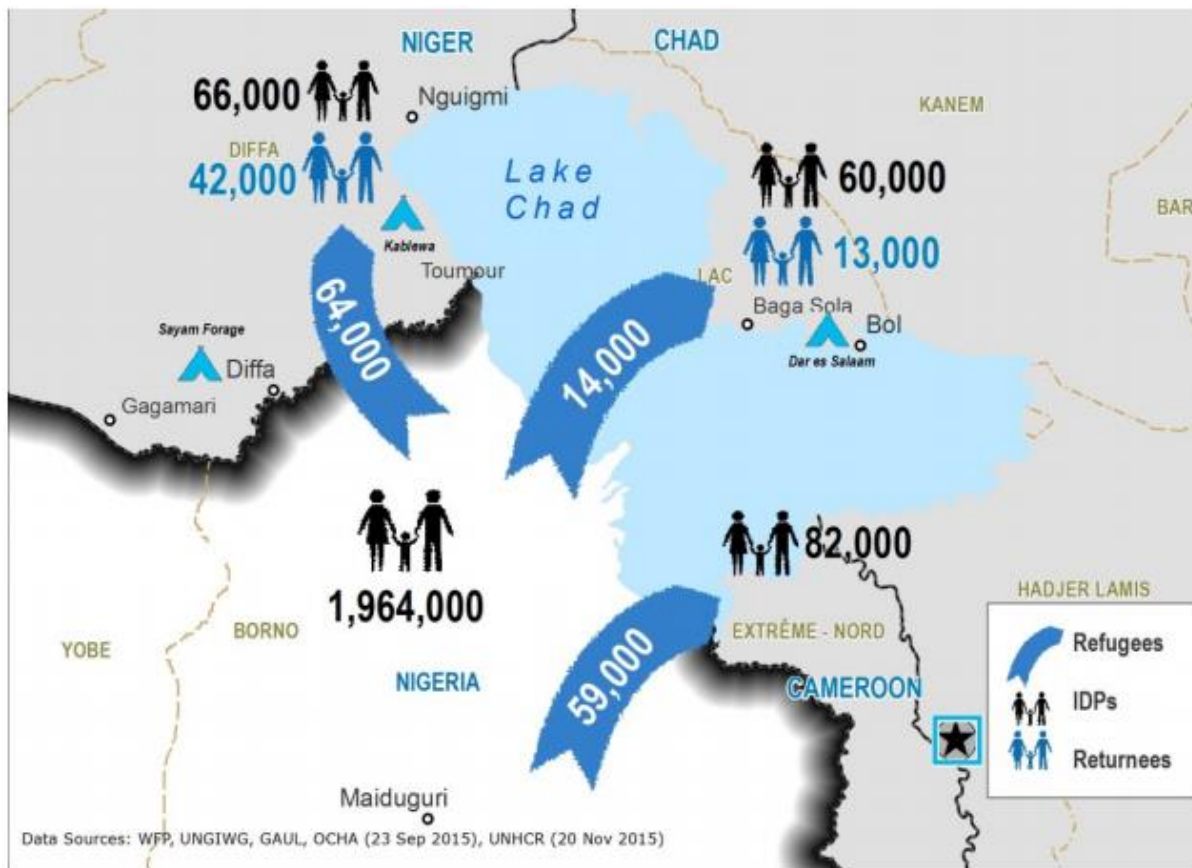 NIGER
CHAD
66,000
Nguigmi
KANEM
DIFFA
42,000
Lake
Chad
60,000
BAR
Kablewa
13,000
Toumour
LAC
64,000
Baga Sola
Sayam Forage
14,000
Bol
Diffa
Dar es Salaam
Gagamari
82,000
1,964,000
HADJER LAMIS
BORNO
EXTRÊME - NORD
YOBE
NIGERIA
59,000
CAMEROON
Refugees
IDPs
Returnees
Maiduguri
Data Sources: WFP, UNGIWG, GAUL, OCHA (23 Sep 2015), UNHCR (20 Nov 2015)